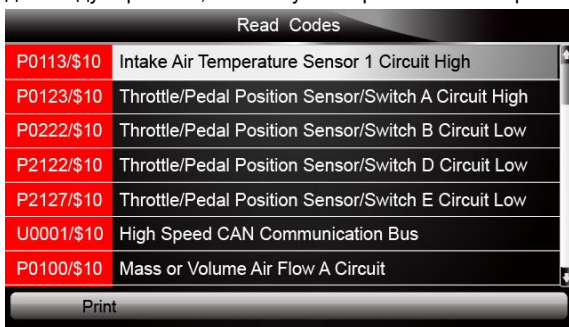 Read Codes
P0113/$10 Intake Air Temperature Sensor 1 Circuit High
P0123/$10 Throttle/Pedal Position Sensor/Switch A Circuit High
P0222/$10 Throttle/Pedal Position Sensor/Switch B Circuit Low
P2122/$10 Throttle/Pedal Position Sensor/Switch D Circuit Low
P2127/$10 Throttle/Pedal Position Sensor/Switch E Circuit Low
U0001/$10 High Speed CAN Communication Bus
P0100/$10 Mass or Volume Air Flow A Circuit
Print